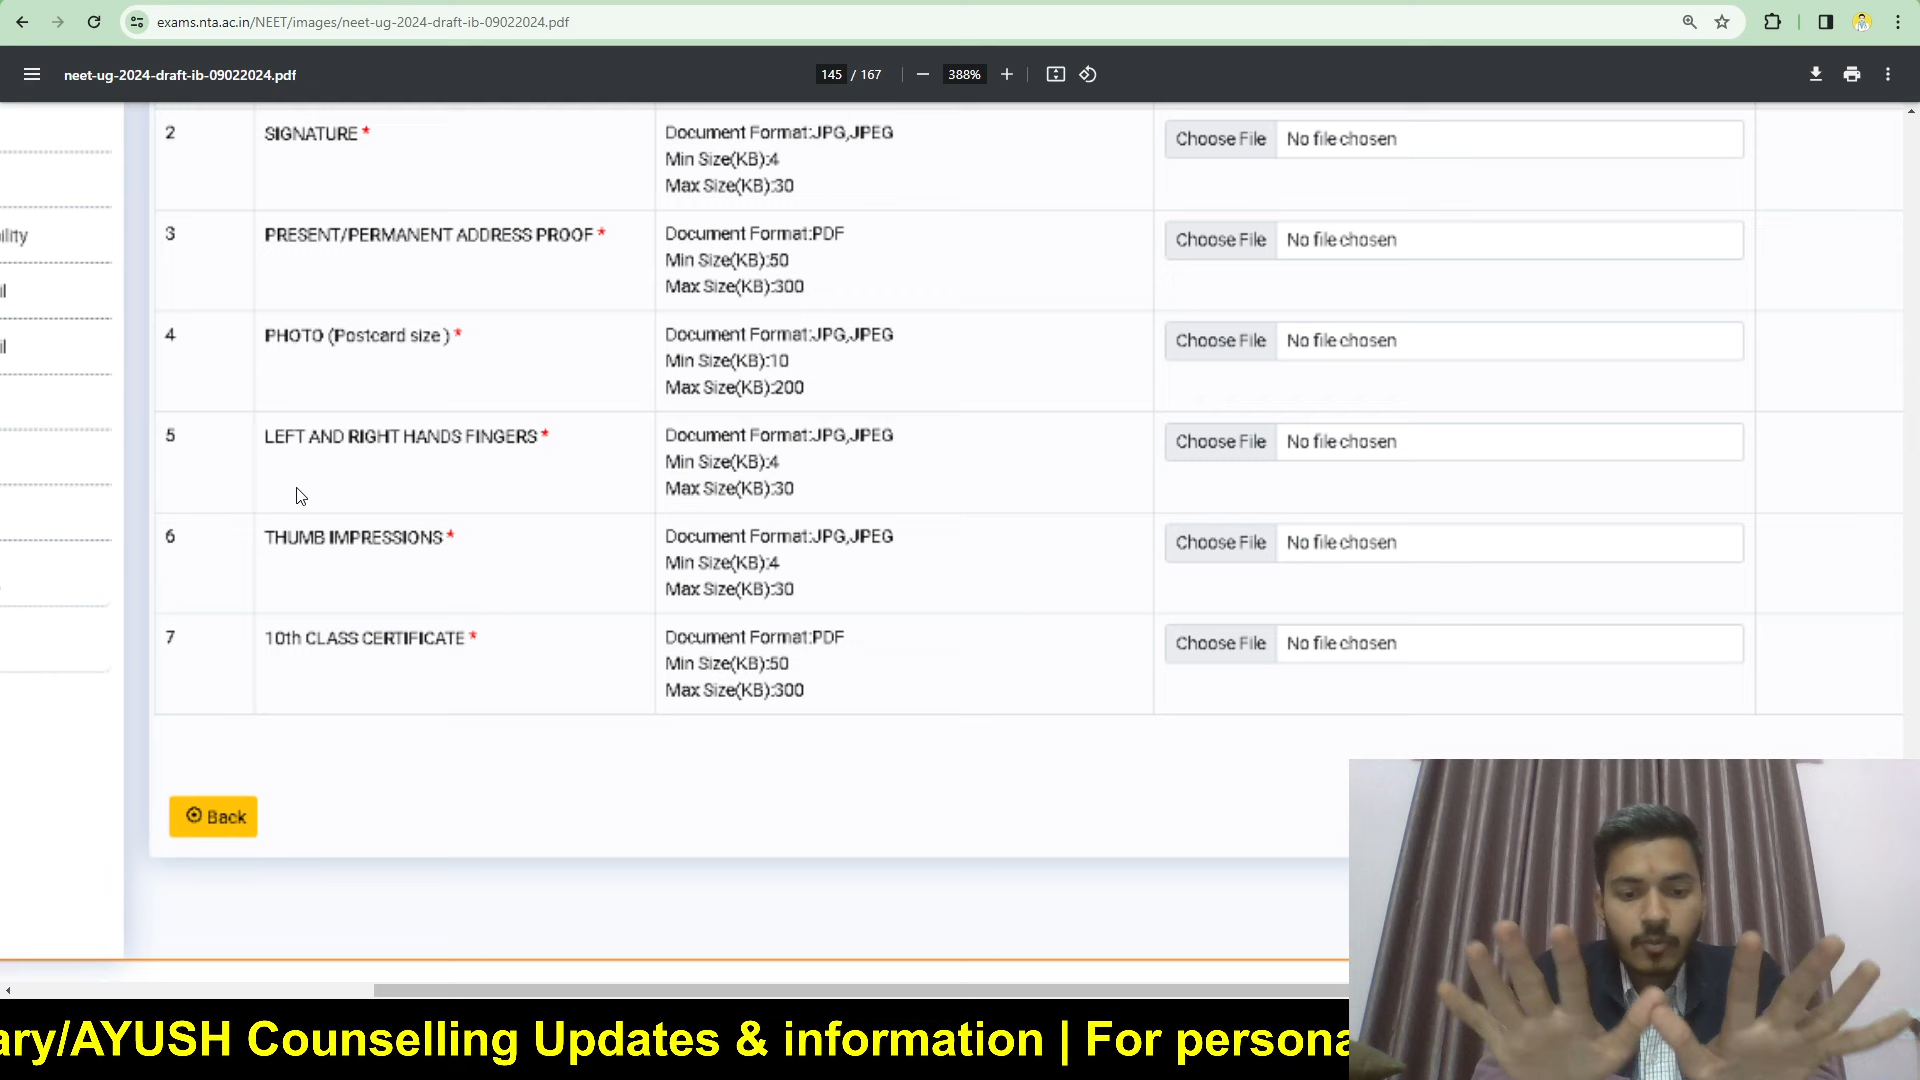 exams.nta.ac.in/NEET/images/neet-ug-2024-draft-ib-09022024.pdf
neet-ug-2024-draft-ib-09022024.pdf
145 / 167
388%
2 SIGNATURE * Document Format:JPG,JPEG Choose File No file chosen
Min Size(KB):4
Max Size(KB):30
ility
3 PRESENT/PERMANENT ADDRESS PROOF * Document Format:PDF Choose File No file chosen
Min Size(KB):50
Max Size(KB):300
4 PHOTO (Postcard size ) * Document Format:JPG,JPEG Choose File No file chosen
Min Size(KB):10
Max Size(KB):200
5 LEFT AND RIGHT HANDS FINGERS * Document Format:JPG,JPEG Choose File No file chosen
Min Size(KB):4
Max Size(KB):30
6 THUMB IMPRESSIONS * Document Format:JPG,JPEG Choose File No file chosen
Min Size(KB):4
Max Size(KB):30
7 10th CLASS CERTIFICATE * Document Format:PDF Choose File No file chosen
Min Size(KB):50
Max Size(KB):300
Back
ary/AYUSH Counselling Updates & information | For persona